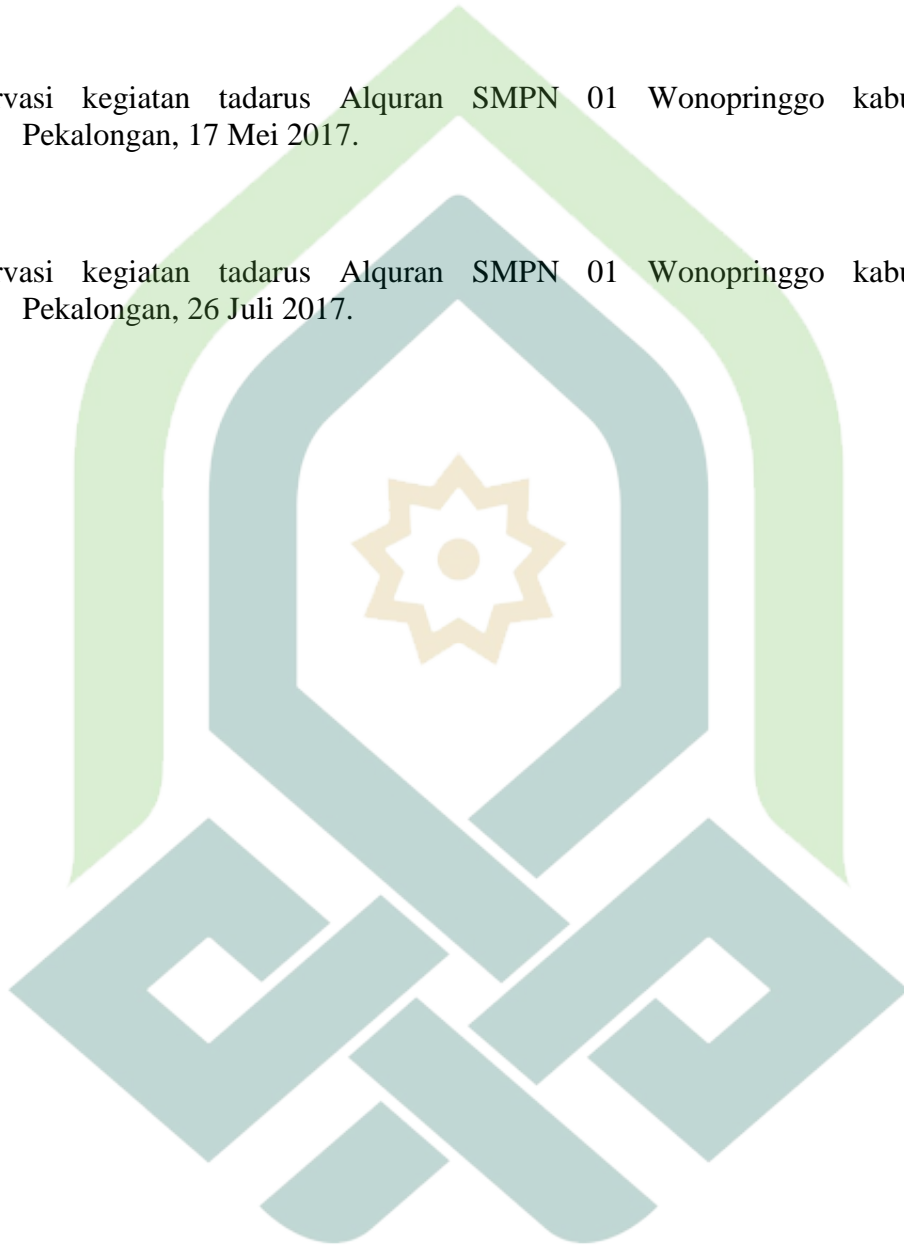 rvasi kegiatan tadarus Alquran SMPN 01 Wonopringgo kabu
Pekalongan, 17 Mei 2017.
rvasi kegiatan tadarus Alquran SMPN 01 Wonopringgo kabu
Pekalongan, 26 Juli 2017.